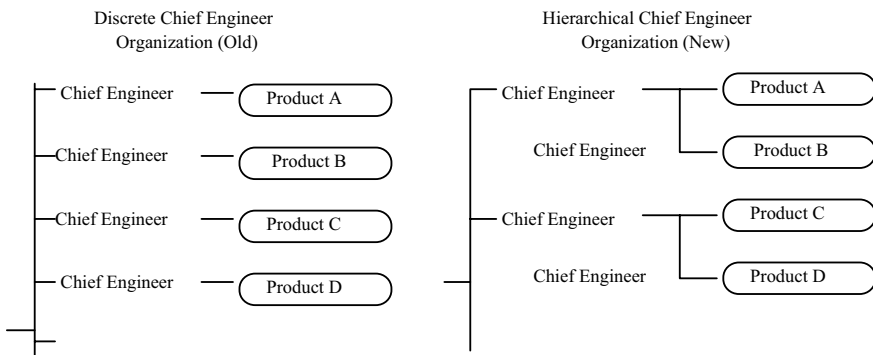 Discrete Chief Engineer
Organization (Old)
Chief Engineer
Product A
Chief Engineer
Product B
Chief Engineer
Product C
Chief Engineer
Product D
Hierarchical Chief Engineer
Organization (New)
Chief Engineer
Product A
Chief Engineer
Product B
Chief Engineer
Product C
Chief Engineer
Product D